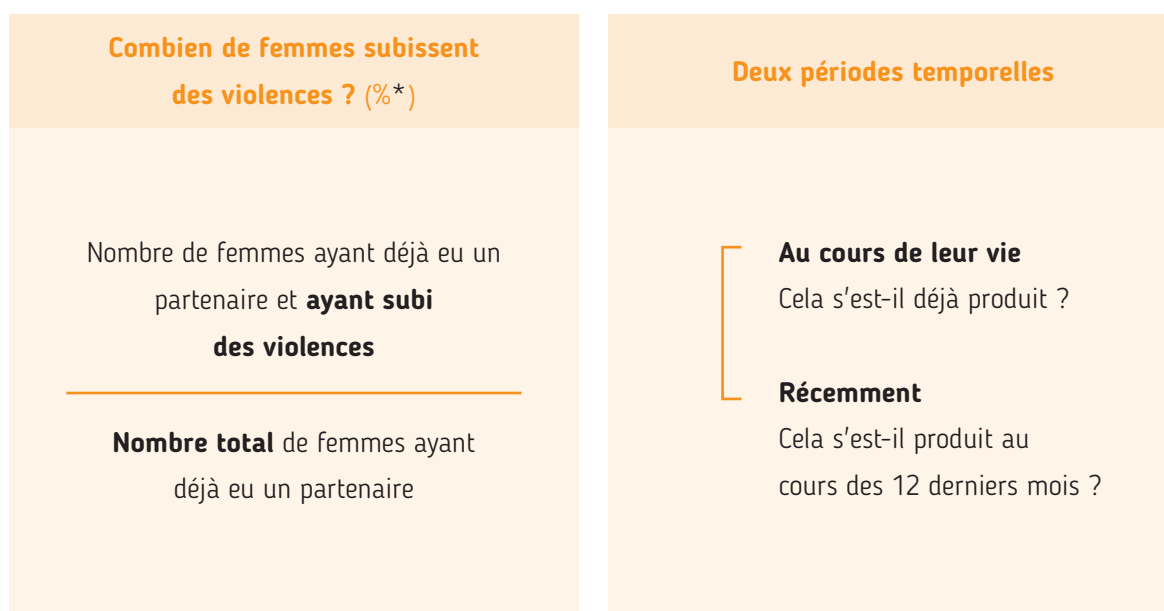 Combien de femmes subissent
des violences ? (%*)
Nombre de femmes ayant déjà eu un
partenaire et ayant subi
des violences
Nombre total de femmes ayant
déjà eu un partenaire
Deux périodes temporelles
Au cours de leur vie
Cela s'est-il déjà produit ?
Récemment
Cela s'est-il produit au
cours des 12 derniers mois ?